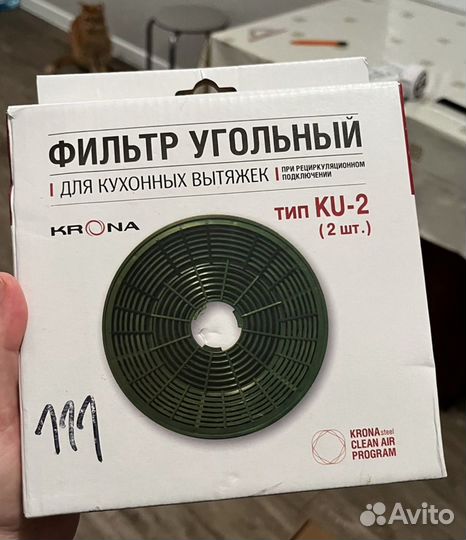 ФИЛЬТР УГОЛЬНЫЙ
ДЛЯ КУХОННЫХ ВЫТЯЖЕК
ПРИ РЕЦИРКУЛЯЦИОННОМ
ПОДКЛЮЧЕНИИ
KRONA
тип KU-2
(2 шт.)
KRONAsteel
CLEAN AIR
PROGRAM
Avito